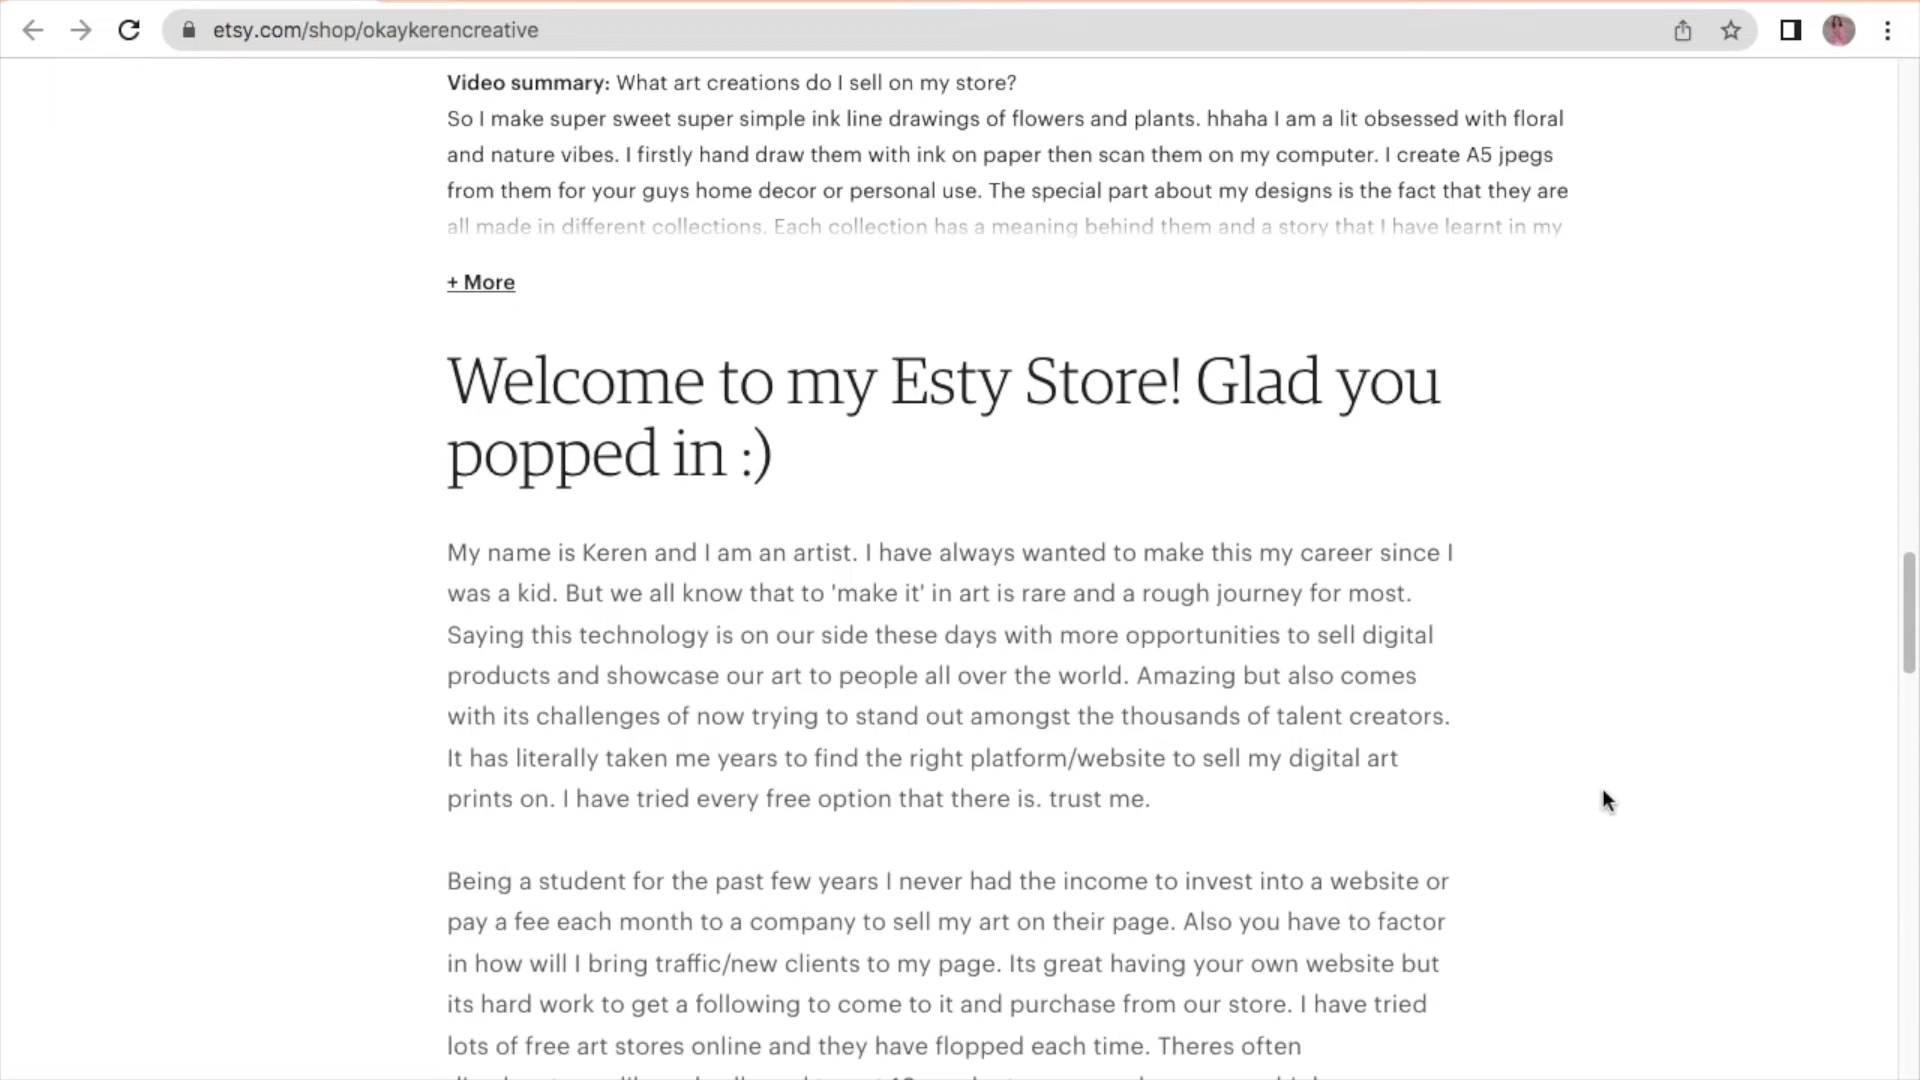 etsy.com/shop/okaykerencreative
Video summary: What art creations do I sell on my store?
So I make super sweet super simple ink line drawings of flowers and plants. hhaha I am a lit obsessed with floral
and nature vibes. I firstly hand draw them with ink on paper then scan them on my computer. I create A5 jpegs
from them for your guys home decor or personal use. The special part about my designs is the fact that they are
all made in different collections. Each collection has a meaning behind them and a story that I have learnt in my
+ More
Welcome to my Esty Store! Glad you
popped in :)
My name is Keren and I am an artist. I have always wanted to make this my career since I
was a kid. But we all know that to 'make it' in art is rare and a rough journey for most.
Saying this technology is on our side these days with more opportunities to sell digital
products and showcase our art to people all over the world. Amazing but also comes
with its challenges of now trying to stand out amongst the thousands of talent creators.
It has literally taken me years to find the right platform/website to sell my digital art
prints on. I have tried every free option that there is. trust me.
Being a student for the past few years I never had the income to invest into a website or
pay a fee each month to a company to sell my art on their page. Also you have to factor
in how will I bring traffic/new clients to my page. Its great having your own website but
its hard work to get a following to come to it and purchase from our store. I have tried
lots of free art stores online and they have flopped each time. Theres often